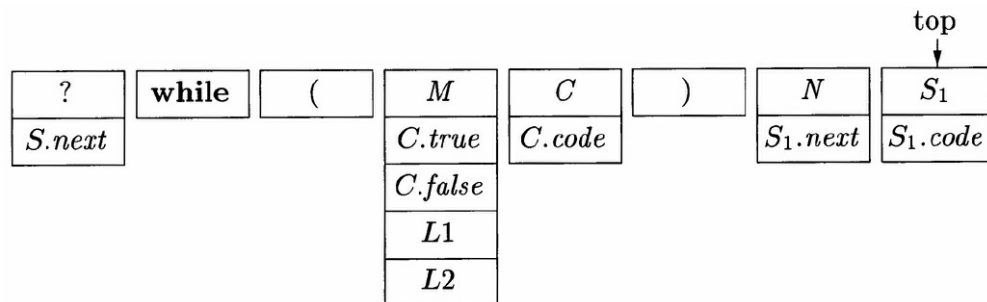 top
? while ( M C ) N S₁
S.next C.true C.code S₁.next S₁.code
C.false
L1
L2